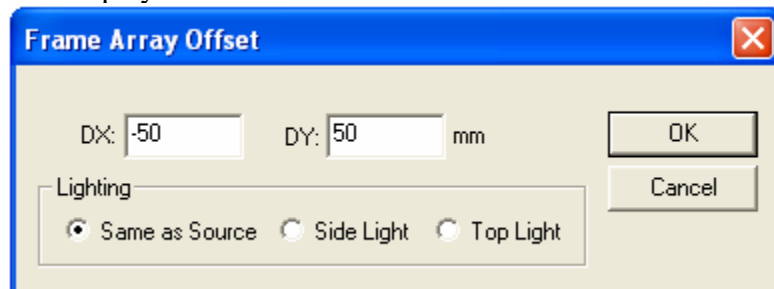 Frame Array Offset
DX: -50 DY: 50 mm OK
Lighting Cancel
Same as Source Side Light Top Light